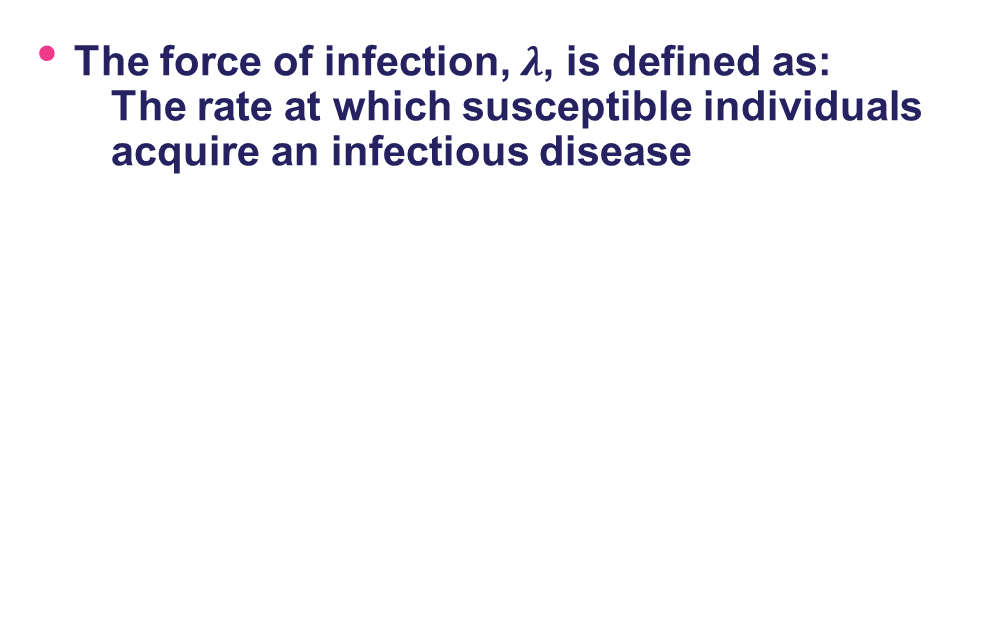 • The force of infection, λ, is defined as:
The rate at which susceptible individuals
acquire an infectious disease